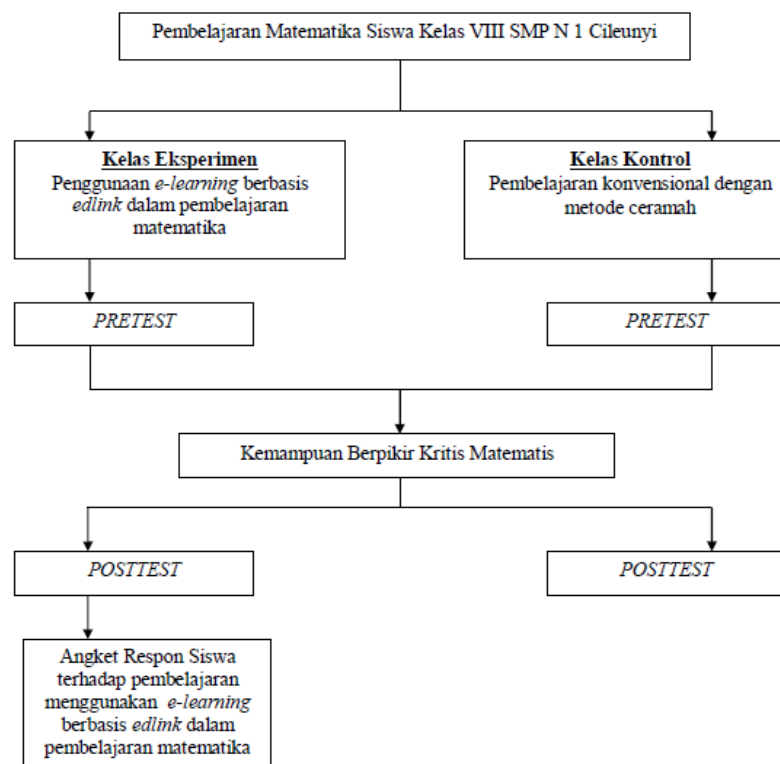 Pembelajaran Matematika Siswa Kelas VIII SMP N 1 Cileunyi
Kelas Eksperimen
Penggunaan e-learning berbasis
edlink dalam pembelajaran
matematika
Kelas Kontrol
Pembelajaran konvensional dengan
metode ceramah
PRETEST
PRETEST
Kemampuan Berpikir Kritis Matematis
POSTTEST
POSTTEST
Angket Respon Siswa
terhadap pembelajaran
menggunakan e-learning
berbasis edlink dalam
pembelajaran matematika